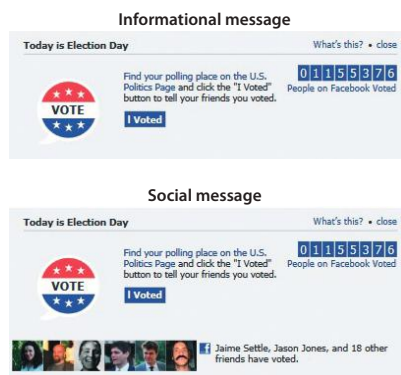 Informational message
Today is Election Day
What's this? • close
Find your polling place on the U.S.
Politics Page and click the "I Voted"
button to tell your friends you voted.
I Voted
VOTE
0 1 1 5 5 3 7 6
People on Facebook Voted
Social message
Today is Election Day
What's this? • close
Find your polling place on the U.S.
Politics Page and click the "I Voted"
button to tell your friends you voted.
I Voted
VOTE
0 1 1 5 5 3 7 6
People on Facebook Voted
f
Jaime Settle, Jason Jones, and 18 other
friends have voted.